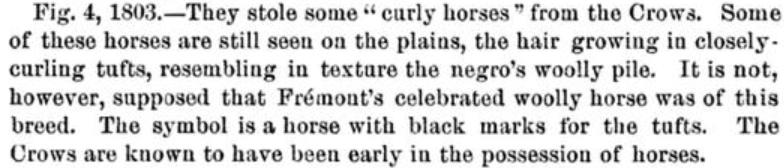 Fig. 4, 1803.—They stole some “curly horses” from the Crows. Some
of these horses are still seen on the plains, the hair growing in closely-
curling tufts, resembling in texture the negro's woolly pile. It is not,
however, supposed that Frémont's celebrated woolly horse was of this
breed. The symbol is a horse with black marks for the tufts. The
Crows are known to have been early in the possession of horses.